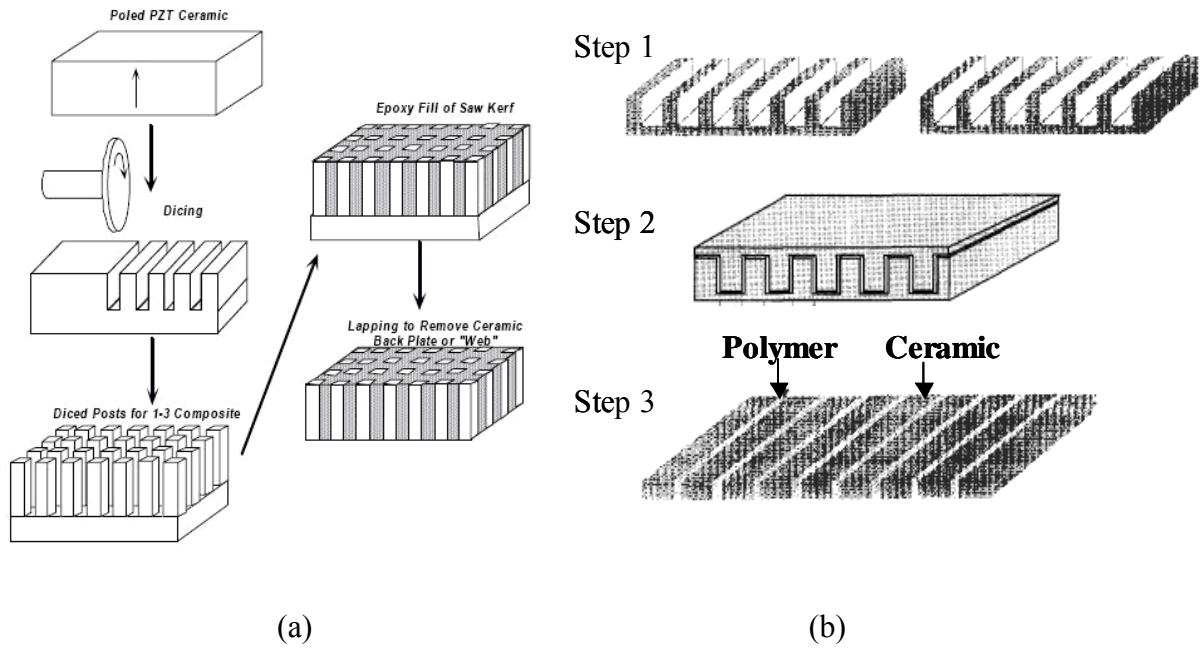 Poled PZT Ceramic
Dicing
Diced Posts for 1-3 Composite
Epoxy Fill of Saw Kerf
Lapping to Remove Ceramic
Back Plate or "Web"
(a)
Step 1
Step 2
Polymer Ceramic
Step 3
(b)